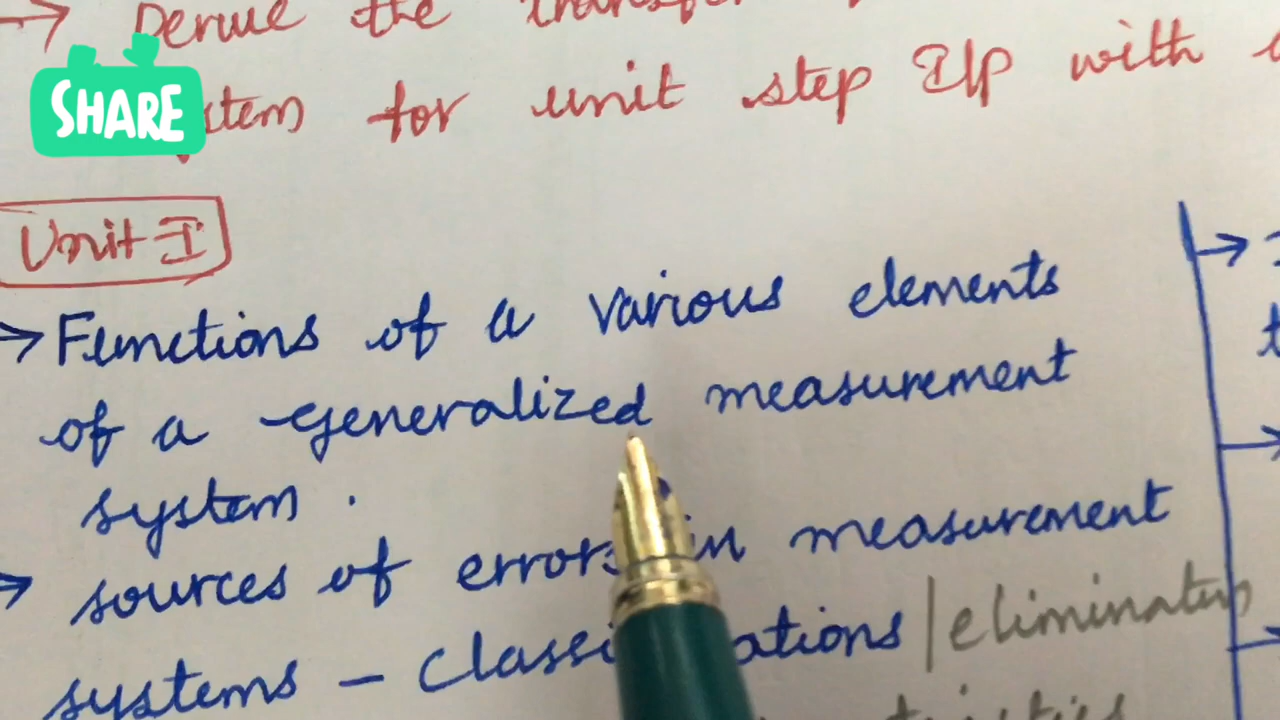 → Derive the
SHARE
for unit step I/p with
Unit-I
→ Functions of a various elements
of a generalized measurement
system.
→ sources of errors in measurement
systems - Classifications / elimination